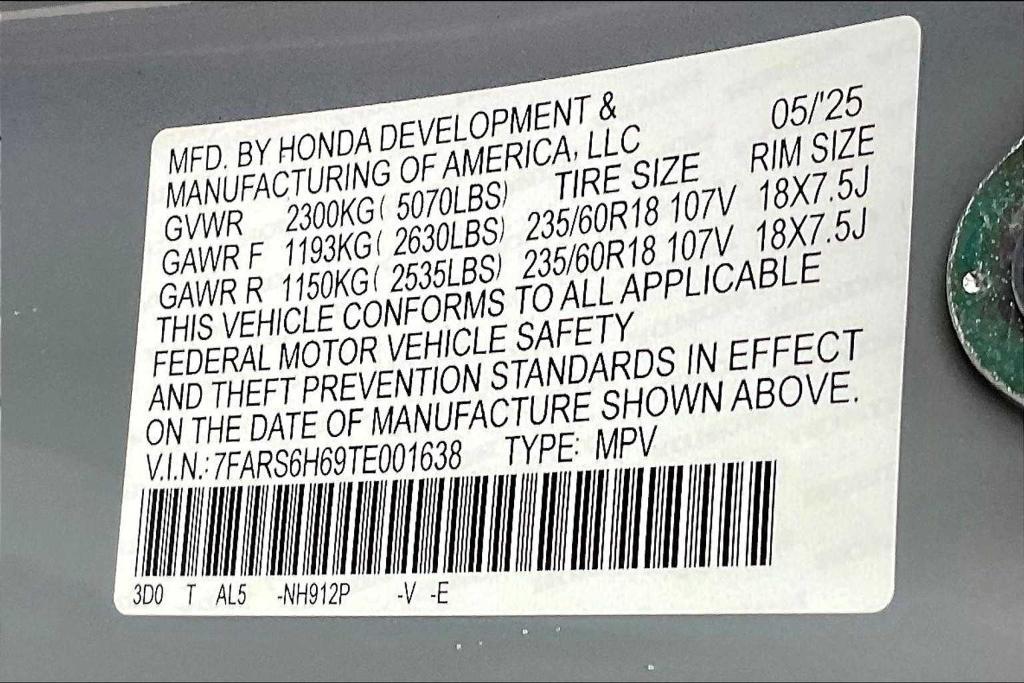 MFD. BY HONDA DEVELOPMENT & 05/'25
MANUFACTURING OF AMERICA, LLC
TIRE SIZE RIM SIZE
GVWR 2300KG( 5070LBS)
GAWR F 1193KG( 2630LBS) 235/60R18 107V 18X7.5J
GAWR R 1150KG( 2535LBS) 235/60R18 107V 18X7.5J
THIS VEHICLE CONFORMS TO ALL APPLICABLE
FEDERAL MOTOR VEHICLE SAFETY
AND THEFT PREVENTION STANDARDS IN EFFECT
ON THE DATE OF MANUFACTURE SHOWN ABOVE.
V.I.N.:7FARS6H69TE001638 TYPE: MPV
3D0 T AL5 -NH912P -V -E